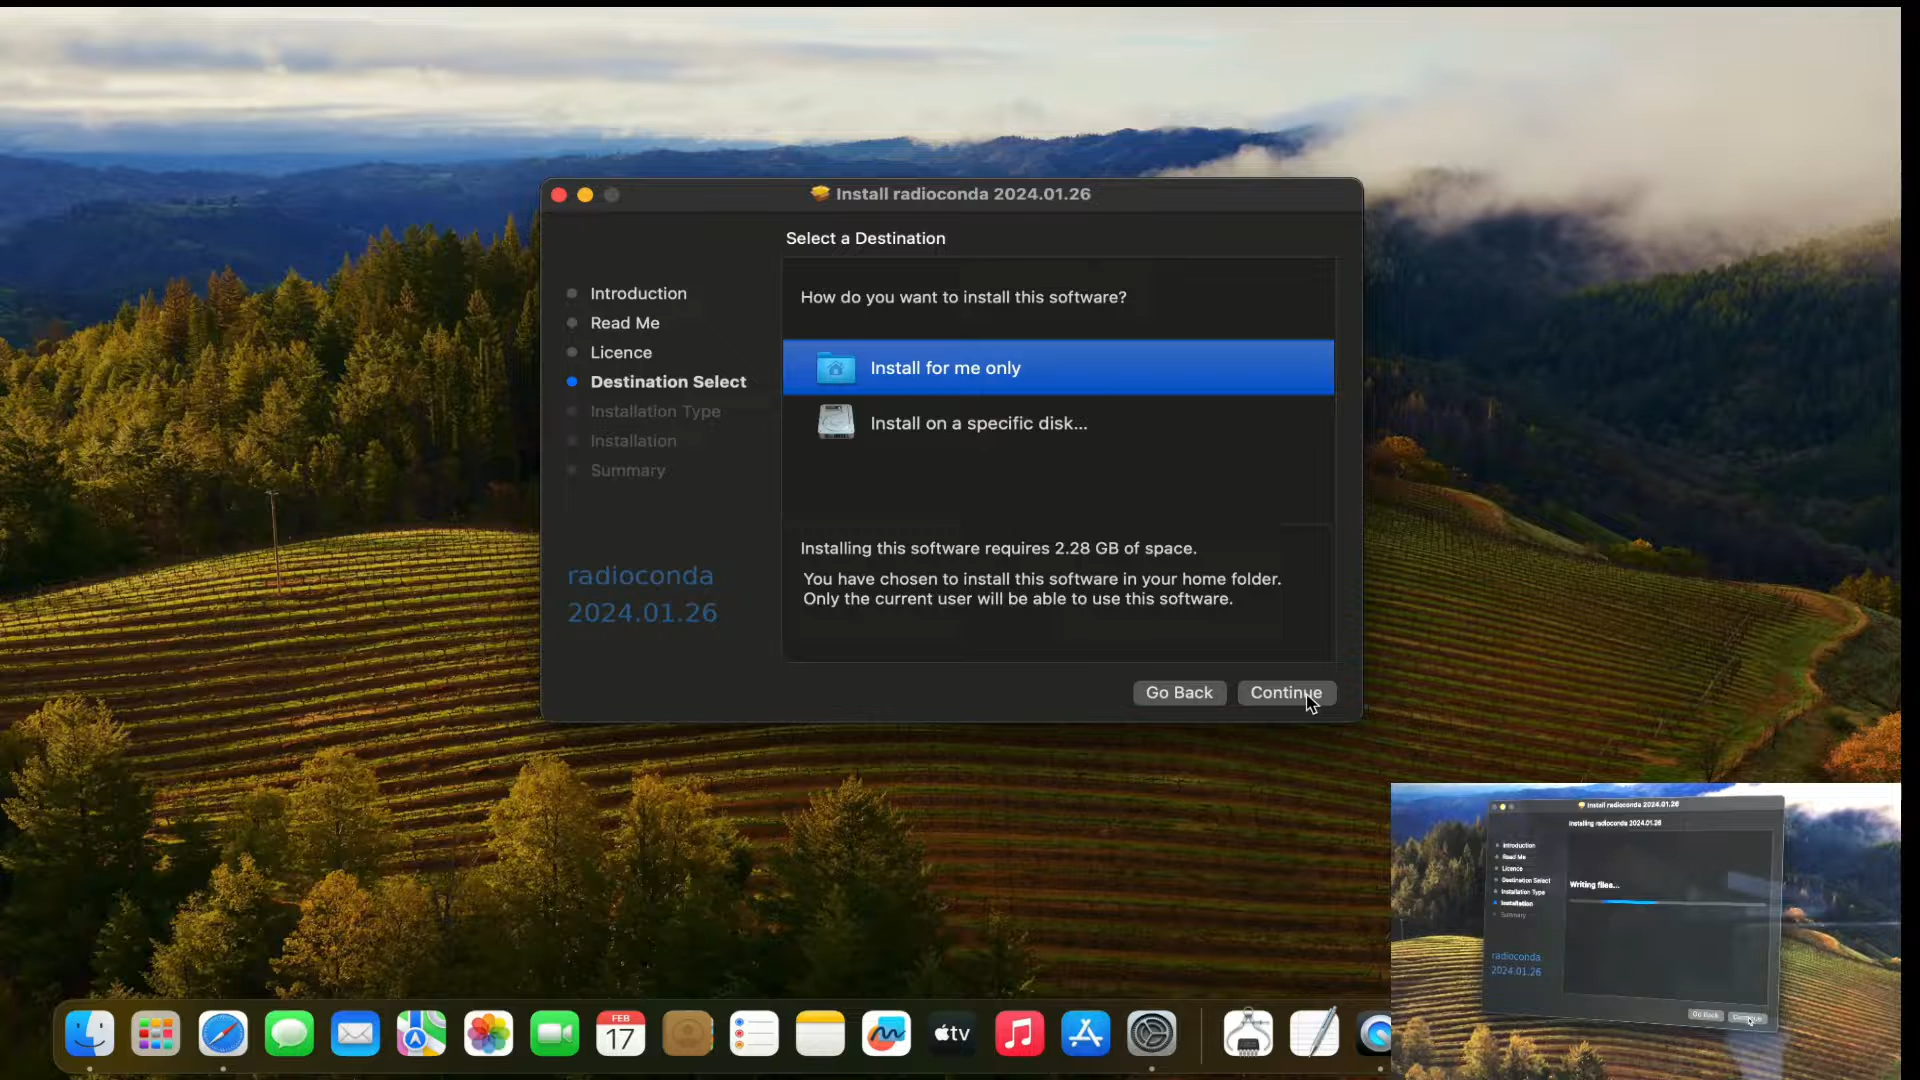 Install radioconda 2024.01.26
Select a Destination
Introduction
Read Me
Licence
Destination Select
Installation Type
Installation
Summary
How do you want to install this software?
Install for me only
Install on a specific disk...
Installing this software requires 2.28 GB of space.
You have chosen to install this software in your home folder.
Only the current user will be able to use this software.
radioconda
2024.01.26
Go Back
Continue
Install radioconda 2024.01.26
Installing radioconda 2024.01.26
Introduction
Read Me
Licence
Destination Select
Installation Type
Installation
Summary
Writing files...
radioconda
2024.01.26
Go Back
Continue
FEB
17
tv